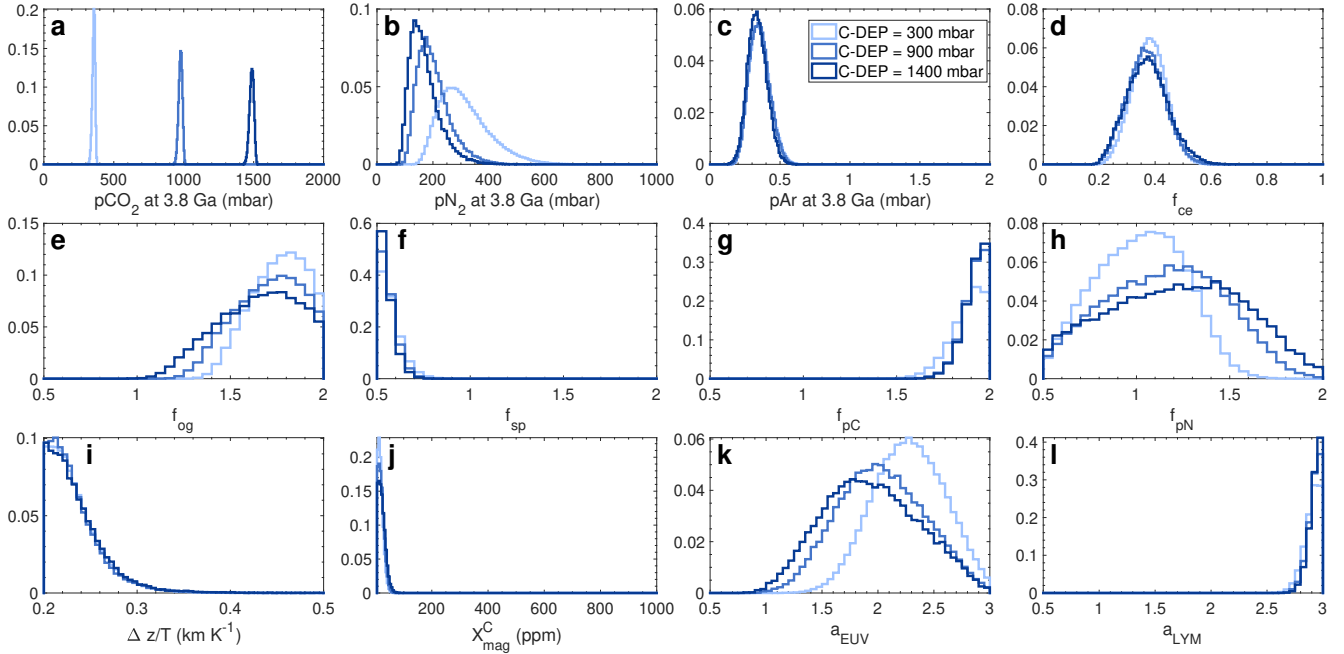 a
0.2
0.15
0.1
0.05
0
0 500 1000 1500 2000
pCO2 at 3.8 Ga (mbar)
b
0.1
0.05
0
0 200 400 600 800 1000
pN2 at 3.8 Ga (mbar)
c
0.06
0.04
0.02
0
0 0.5 1 1.5 2
pAr at 3.8 Ga (mbar)
C-DEP = 300 mbar
C-DEP = 900 mbar
C-DEP = 1400 mbar
d
0.08
0.06
0.04
0.02
0
0 0.2 0.4 0.6 0.8 1
fce
e
0.15
0.1
0.05
0
0.5 1 1.5 2
fog
f
0.6
0.4
0.2
0
0.5 1 1.5 2
fsp
g
0.4
0.3
0.2
0.1
0
0.5 1 1.5 2
fpC
h
0.08
0.06
0.04
0.02
0
0.5 1 1.5 2
fpN
i
0.1
0.05
0
0.2 0.3 0.4 0.5
Δ z/T (km K-1)
j
0.2
0.15
0.1
0.05
0
200 400 600 800 1000
XCmag (ppm)
k
0.06
0.04
0.02
0
0.5 1 1.5 2 2.5 3
aEUV
l
0.4
0.3
0.2
0.1
0
0.5 1 1.5 2 2.5 3
aLYM